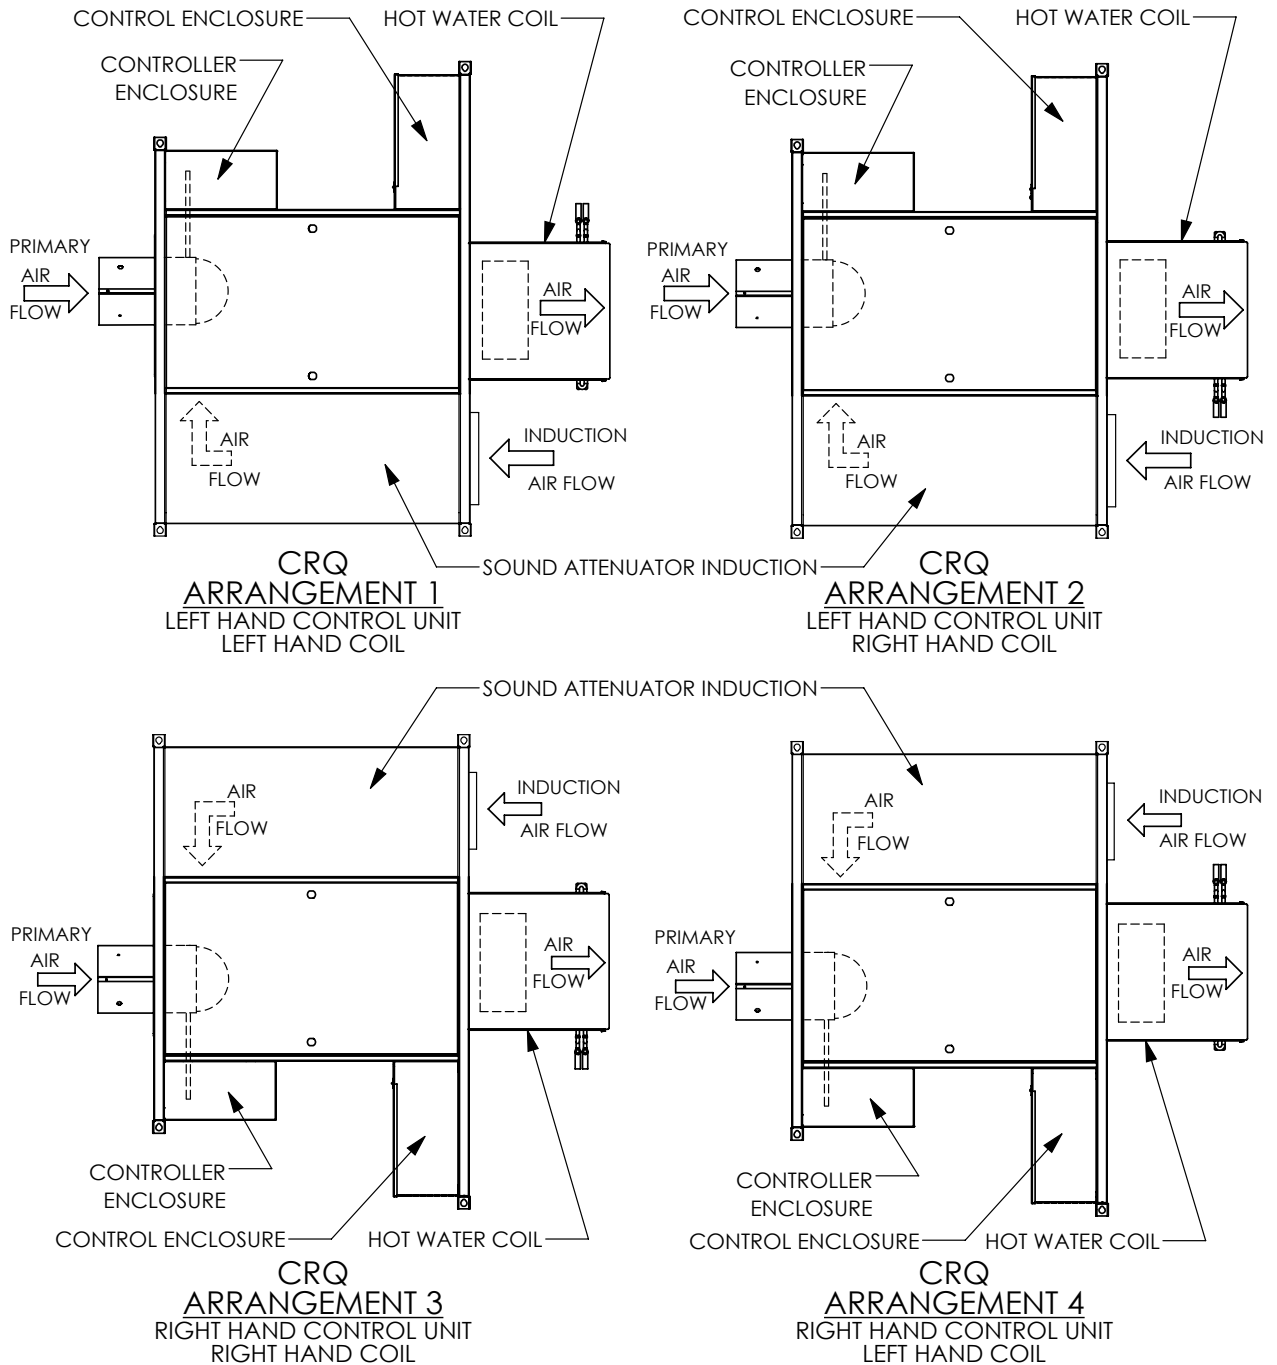 CONTROL ENCLOSURE
HOT WATER COIL
CONTROLLER
ENCLOSURE
PRIMARY
AIR
FLOW
AIR
FLOW
AIR
FLOW
INDUCTION
AIR FLOW
CRQ
ARRANGEMENT 1
LEFT HAND CONTROL UNIT
LEFT HAND COIL
CONTROL ENCLOSURE
HOT WATER COIL
CONTROLLER
ENCLOSURE
PRIMARY
AIR
FLOW
AIR
FLOW
AIR
FLOW
INDUCTION
AIR FLOW
SOUND ATTENUATOR INDUCTION
CRQ
ARRANGEMENT 2
LEFT HAND CONTROL UNIT
RIGHT HAND COIL
SOUND ATTENUATOR INDUCTION
AIR
FLOW
INDUCTION
AIR FLOW
PRIMARY
AIR
FLOW
AIR
FLOW
CONTROLLER
ENCLOSURE
CONTROL ENCLOSURE
HOT WATER COIL
CRQ
ARRANGEMENT 3
RIGHT HAND CONTROL UNIT
RIGHT HAND COIL
AIR
FLOW
INDUCTION
AIR FLOW
PRIMARY
AIR
FLOW
AIR
FLOW
CONTROLLER
ENCLOSURE
CONTROL ENCLOSURE
HOT WATER COIL
CRQ
ARRANGEMENT 4
RIGHT HAND CONTROL UNIT
LEFT HAND COIL